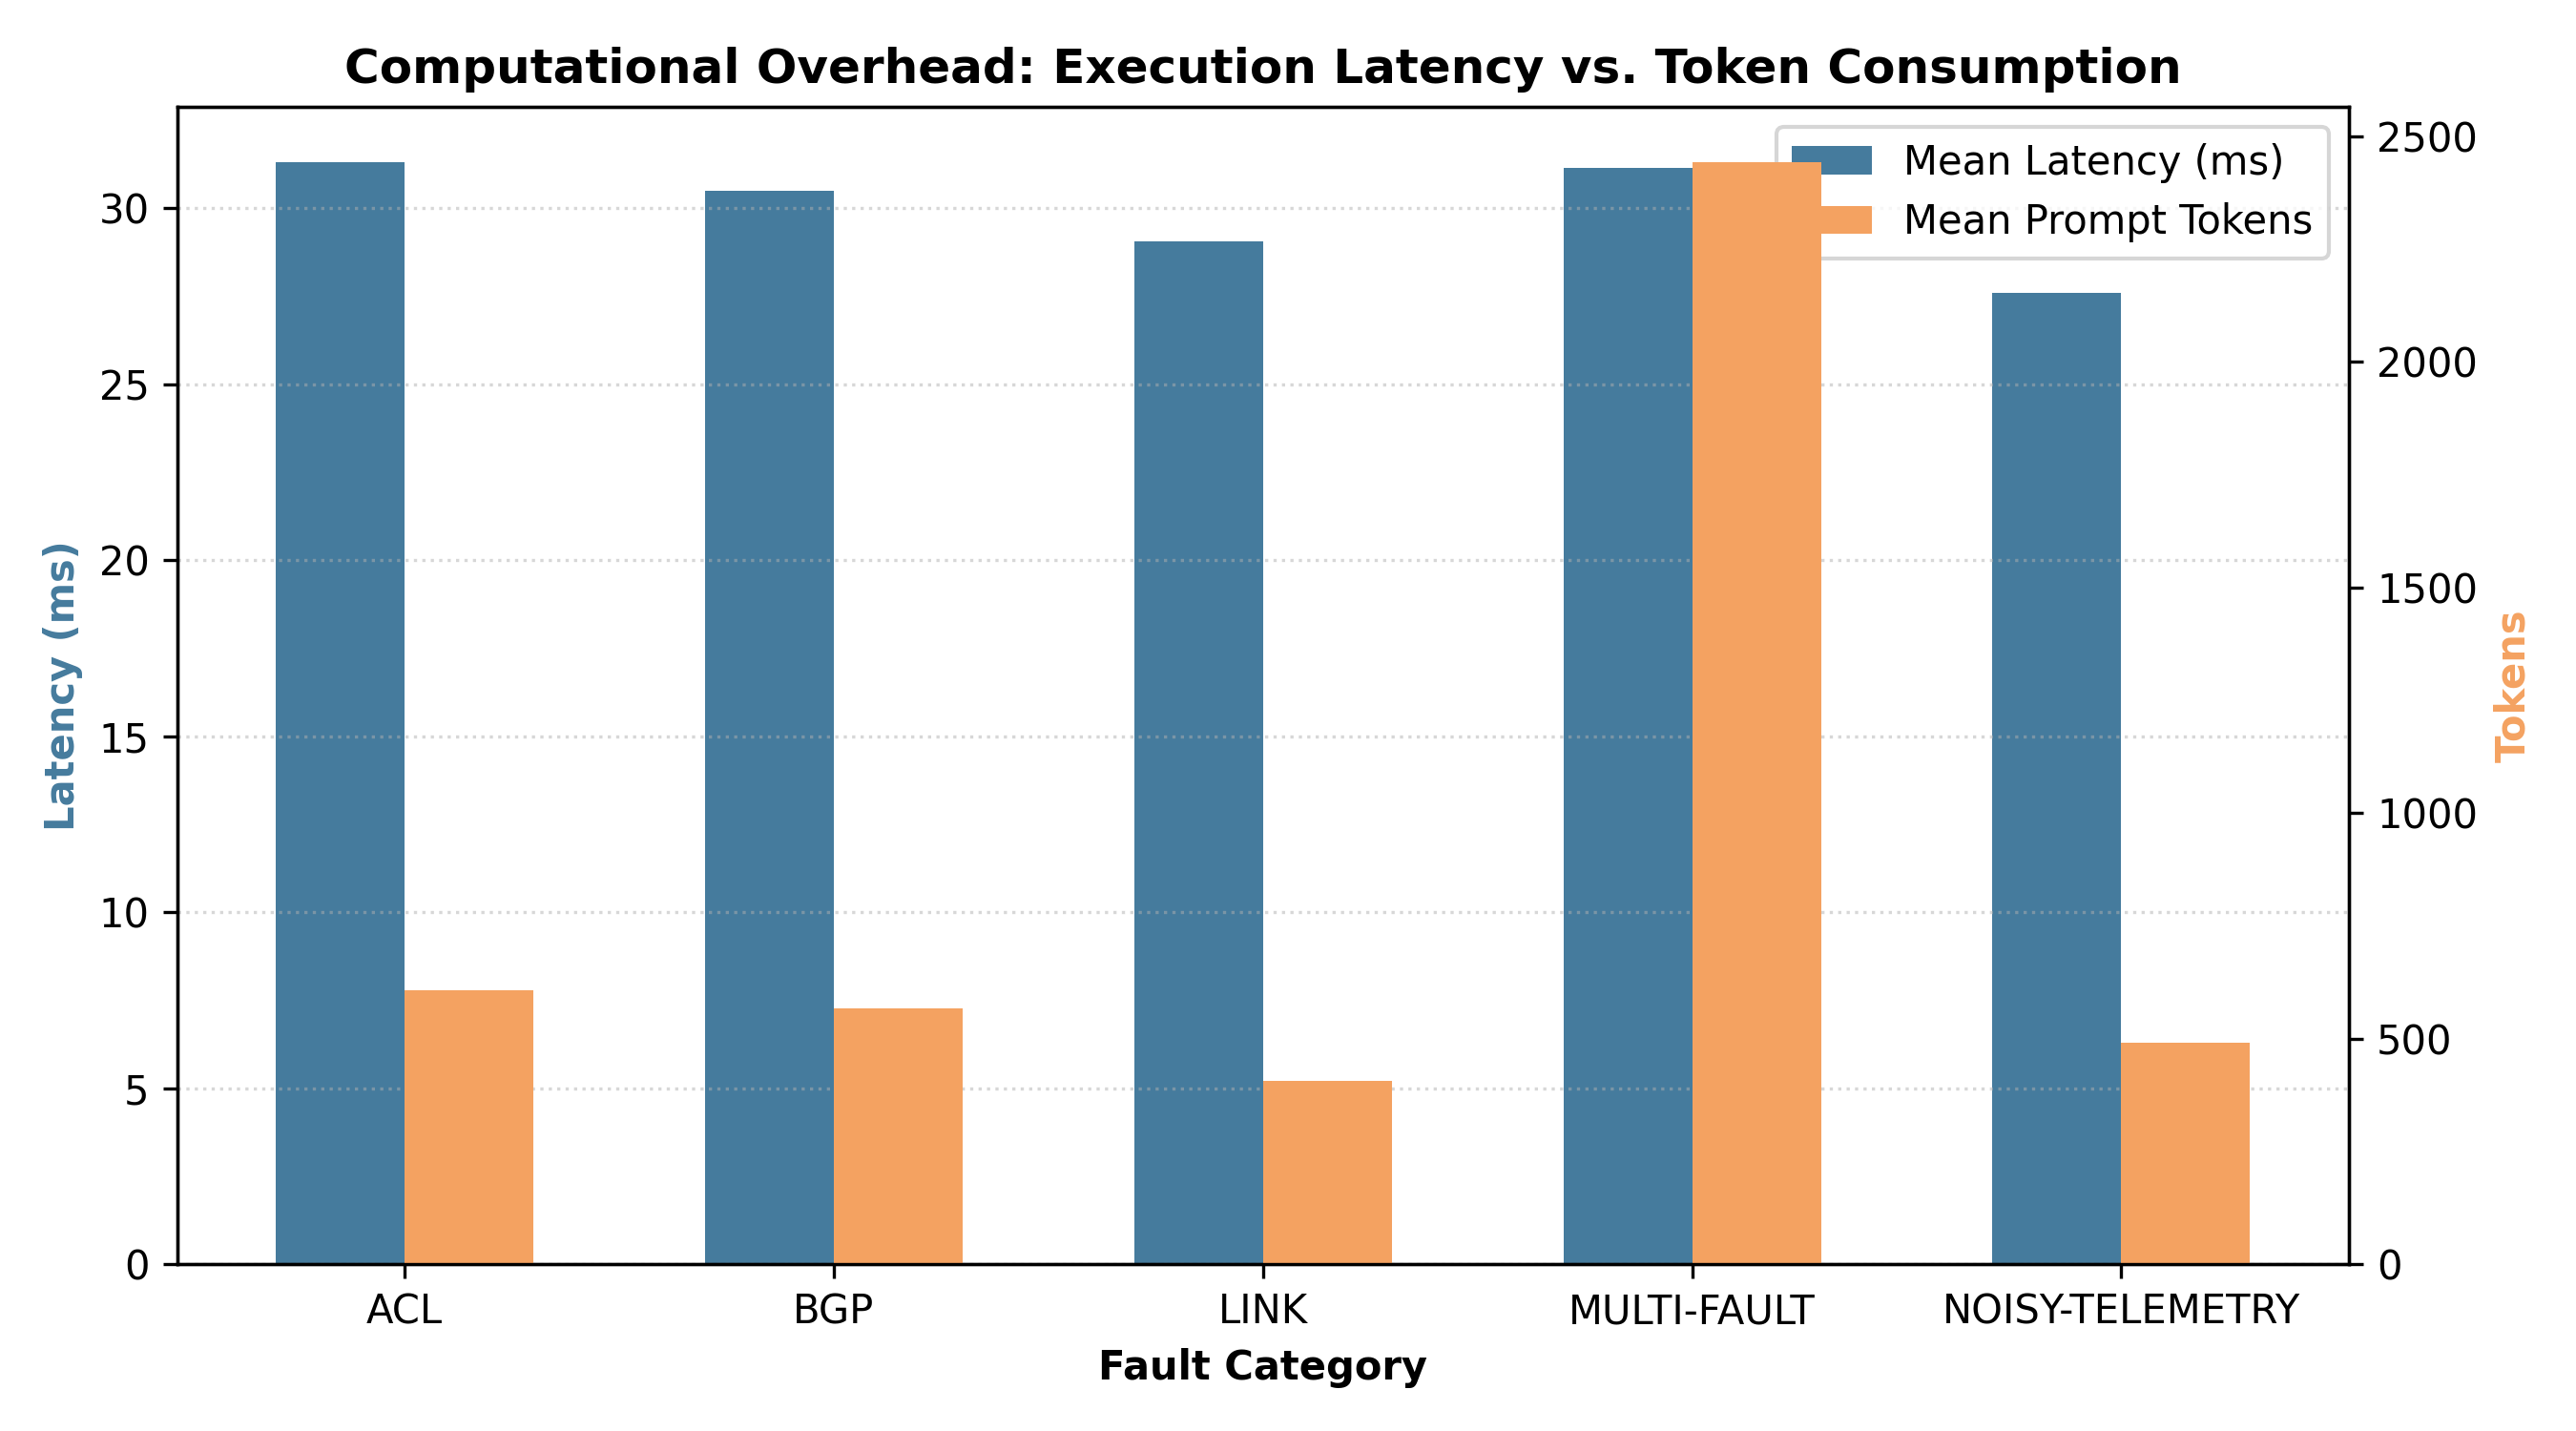 Computational Overhead: Execution Latency vs. Token Consumption
Mean Latency (ms)
Mean Prompt Tokens
Latency (ms)
30
25
20
15
10
5
0
2500
2000
1500
1000
500
0
Tokens
ACL
BGP
LINK
MULTI-FAULT
NOISY-TELEMETRY
Fault Category